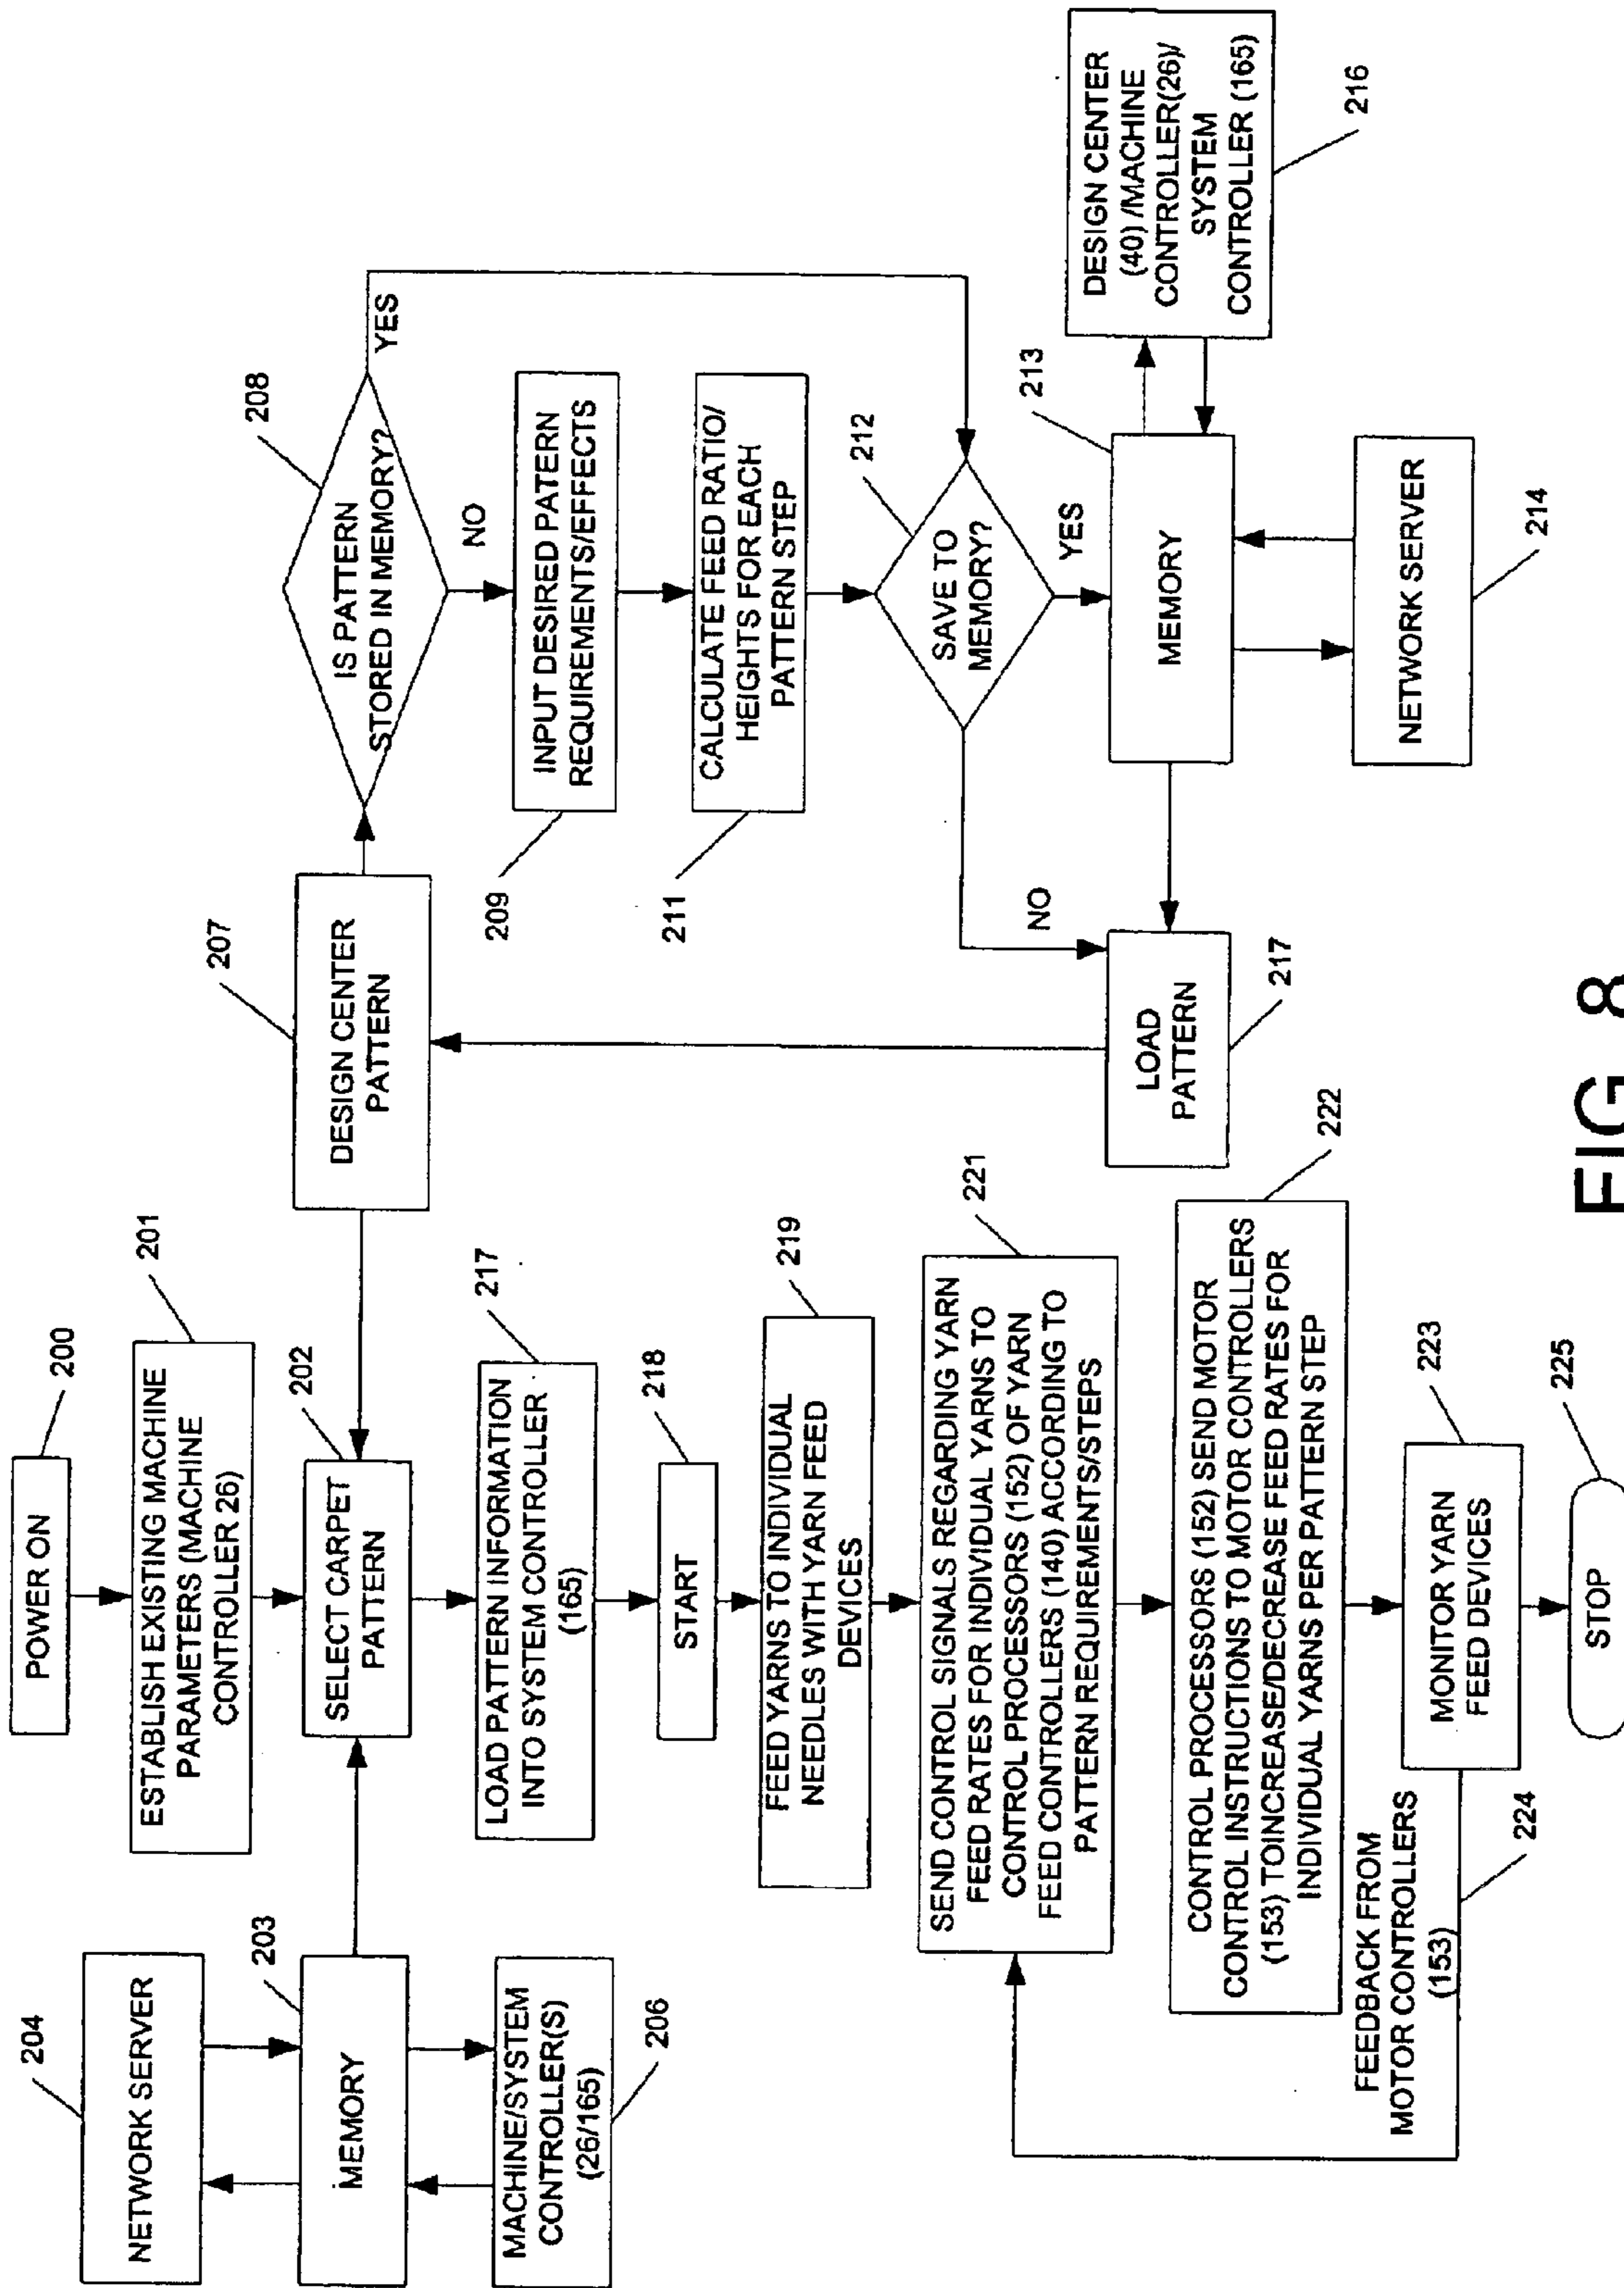 POWER ON
200
ESTABLISH EXISTING MACHINE
PARAMETERS (MACHINE
CONTROLLER 26)
201
204
NETWORK SERVER
203
MEMORY
MACHINE/SYSTEM
CONTROLLER(S)
(26/165)
206
202
SELECT CARPET
PATTERN
207
DESIGN CENTER
PATTERN
208
IS PATTERN
STORED IN MEMORY?
YES
NO
INPUT DESIRED PATTERN
REQUIREMENTS/EFFECTS
209
CALCULATE FEED RATIO/
HEIGHTS FOR EACH
PATTERN STEP
211
212
SAVE TO
MEMORY?
NO
YES
213
MEMORY
DESIGN CENTER
(40) /MACHINE
CONTROLLER(26)/
SYSTEM
CONTROLLER (165)
216
NETWORK SERVER
214
LOAD
PATTERN
217
LOAD PATTERN INFORMATION
INTO SYSTEM CONTROLLER
(165)
217
START
218
FEED YARNS TO INDIVIDUAL
NEEDLES WITH YARN FEED
DEVICES
219
SEND CONTROL SIGNALS REGARDING YARN
FEED RATES FOR INDIVIDUAL YARNS TO
CONTROL PROCESSORS (152) OF YARN
FEED CONTROLLERS (140) ACCORDING TO
PATTERN REQUIREMENTS/STEPS
221
CONTROL PROCESSORS (152) SEND MOTOR
CONTROL INSTRUCTIONS TO MOTOR CONTROLLERS
(153) TOINCREASE/DECREASE FEED RATES FOR
INDIVIDUAL YARNS PER PATTERN STEP
222
FEEDBACK FROM
MOTOR CONTROLLERS
(153)
224
MONITOR YARN
FEED DEVICES
223
STOP
225
FIG. 8